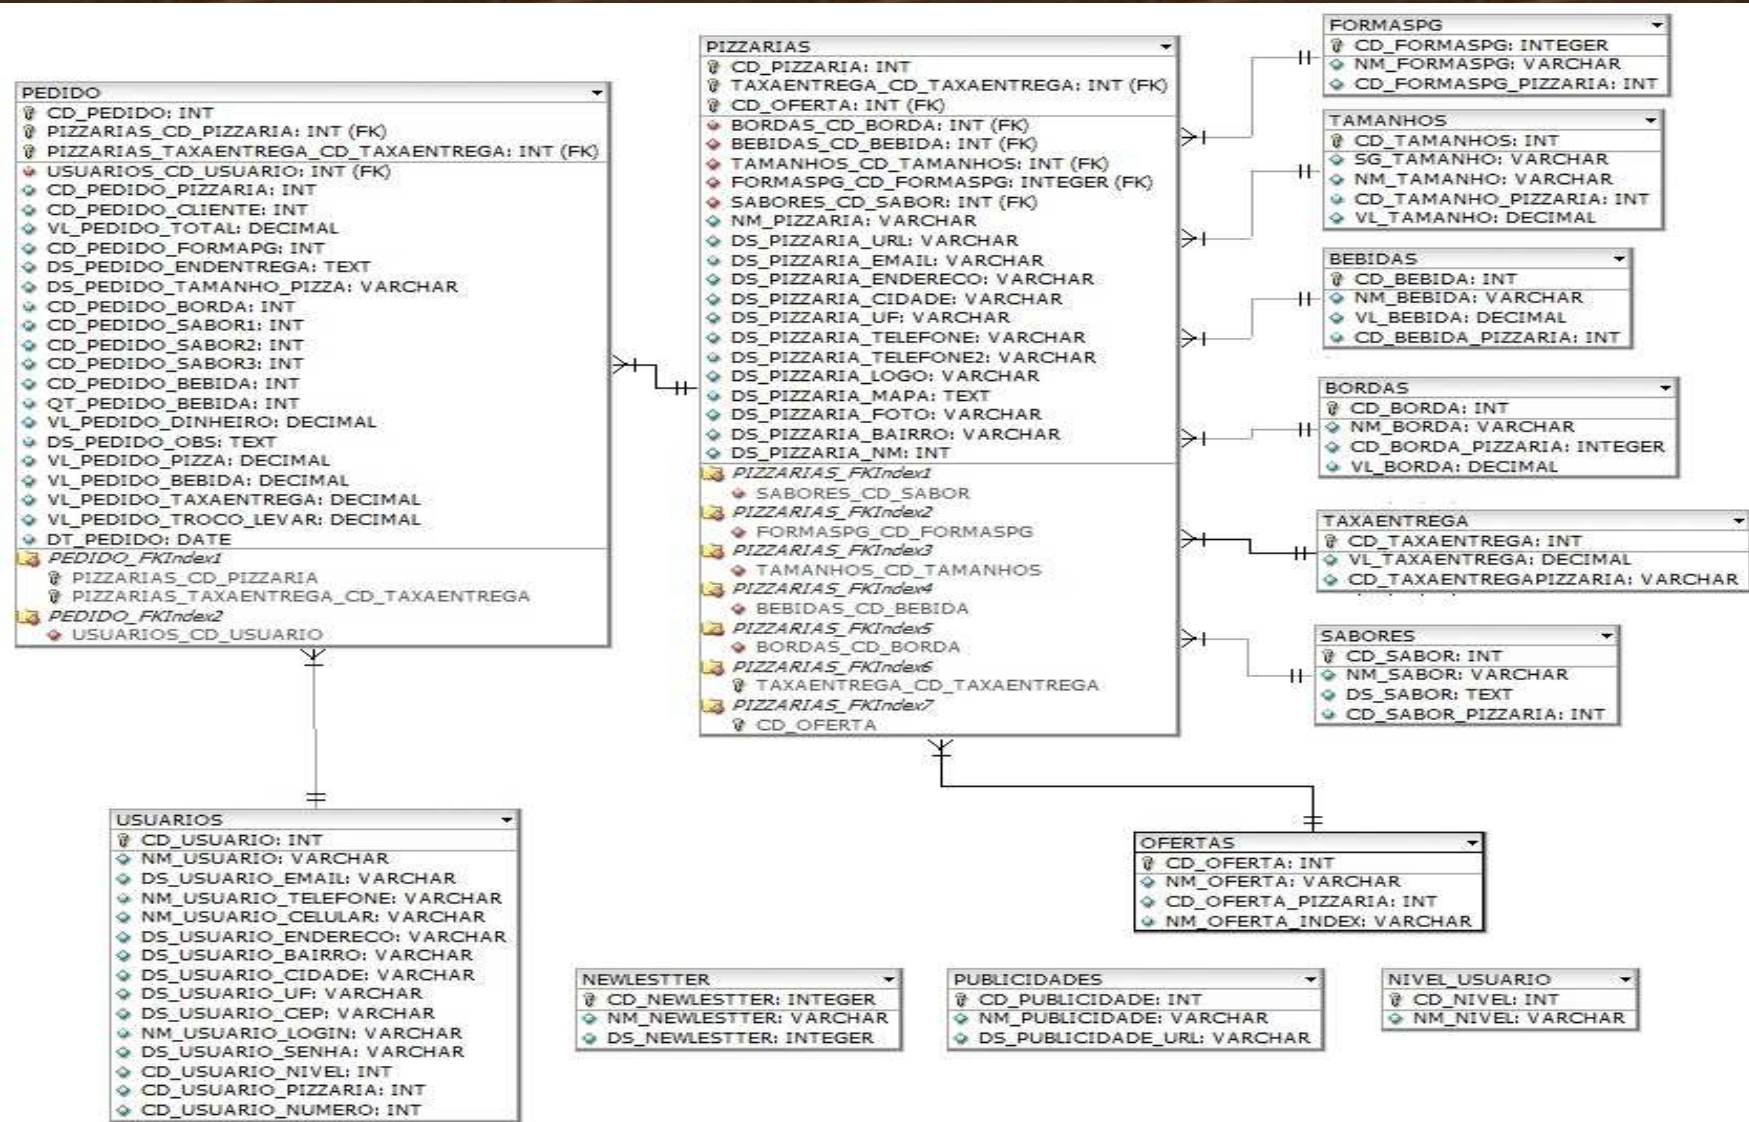 PEDIDO
CD_PEDIDO: INT
PIZZARIAS_CD_PIZZARIA: INT (FK)
PIZZARIAS_TAXAENTREGA_CD_TAXAENTREGA: INT (FK)
USUARIOS_CD_USUARIO: INT (FK)
CD_PEDIDO_PIZZARIA: INT
CD_PEDIDO_CLIENTE: INT
VL_PEDIDO_TOTAL: DECIMAL
CD_PEDIDO_FORMAPG: INT
DS_PEDIDO_ENDENTREGA: TEXT
DS_PEDIDO_TAMANHO_PIZZA: VARCHAR
CD_PEDIDO_BORDA: INT
CD_PEDIDO_SABOR1: INT
CD_PEDIDO_SABOR2: INT
CD_PEDIDO_SABOR3: INT
CD_PEDIDO_BEBIDA: INT
QT_PEDIDO_BEBIDA: INT
VL_PEDIDO_DINHEIRO: DECIMAL
DS_PEDIDO_OBS: TEXT
VL_PEDIDO_PIZZA: DECIMAL
VL_PEDIDO_BEBIDA: DECIMAL
VL_PEDIDO_TAXAENTREGA: DECIMAL
VL_PEDIDO_TROCO_LEVAR: DECIMAL
DT_PEDIDO: DATE
PEDIDO_FKIndex1
PIZZARIAS_CD_PIZZARIA
PIZZARIAS_TAXAENTREGA_CD_TAXAENTREGA
PEDIDO_FKIndex2
USUARIOS_CD_USUARIO
PIZZARIAS
CD_PIZZARIA: INT
TAXAENTREGA_CD_TAXAENTREGA: INT (FK)
CD_OFERTA: INT (FK)
BORDAS_CD_BORDA: INT (FK)
BEBIDAS_CD_BEBIDA: INT (FK)
TAMANHOS_CD_TAMANHOS: INT (FK)
FORMASPG_CD_FORMASPG: INTEGER (FK)
SABORES_CD_SABOR: INT (FK)
NM_PIZZARIA: VARCHAR
DS_PIZZARIA_URL: VARCHAR
DS_PIZZARIA_EMAIL: VARCHAR
DS_PIZZARIA_ENDERECO: VARCHAR
DS_PIZZARIA_CIDADE: VARCHAR
DS_PIZZARIA_UF: VARCHAR
DS_PIZZARIA_TELEFONE: VARCHAR
DS_PIZZARIA_TELEFONE2: VARCHAR
DS_PIZZARIA_LOGO: VARCHAR
DS_PIZZARIA_MAPA: TEXT
DS_PIZZARIA_FOTO: VARCHAR
DS_PIZZARIA_BAIRRO: VARCHAR
DS_PIZZARIA_NM: INT
PIZZARIAS_FKIndex1
SABORES_CD_SABOR
PIZZARIAS_FKIndex2
FORMASPG_CD_FORMASPG
PIZZARIAS_FKIndex3
TAMANHOS_CD_TAMANHOS
PIZZARIAS_FKIndex4
BEBIDAS_CD_BEBIDA
PIZZARIAS_FKIndex5
BORDAS_CD_BORDA
PIZZARIAS_FKIndex6
TAXAENTREGA_CD_TAXAENTREGA
PIZZARIAS_FKIndex7
CD_OFERTA
FORMASPG
CD_FORMASPG: INTEGER
NM_FORMASPG: VARCHAR
CD_FORMASPG_PIZZARIA: INT
TAMANHOS
CD_TAMANHOS: INT
SG_TAMANHO: VARCHAR
NM_TAMANHO: VARCHAR
CD_TAMANHO_PIZZARIA: INT
VL_TAMANHO: DECIMAL
BEBIDAS
CD_BEBIDA: INT
NM_BEBIDA: VARCHAR
VL_BEBIDA: DECIMAL
CD_BEBIDA_PIZZARIA: INT
BORDAS
CD_BORDA: INT
NM_BORDA: VARCHAR
CD_BORDA_PIZZARIA: INTEGER
VL_BORDA: DECIMAL
TAXAENTREGA
CD_TAXAENTREGA: INT
VL_TAXAENTREGA: DECIMAL
CD_TAXAENTREGAPIZZARIA: VARCHAR
SABORES
CD_SABOR: INT
NM_SABOR: VARCHAR
DS_SABOR: TEXT
CD_SABOR_PIZZARIA: INT
USUARIOS
CD_USUARIO: INT
NM_USUARIO: VARCHAR
DS_USUARIO_EMAIL: VARCHAR
NM_USUARIO_TELEFONE: VARCHAR
NM_USUARIO_CELULAR: VARCHAR
DS_USUARIO_ENDERECO: VARCHAR
DS_USUARIO_BAIRRO: VARCHAR
DS_USUARIO_CIDADE: VARCHAR
DS_USUARIO_UF: VARCHAR
DS_USUARIO_CEP: VARCHAR
NM_USUARIO_LOGIN: VARCHAR
DS_USUARIO_SENHA: VARCHAR
CD_USUARIO_NIVEL: INT
CD_USUARIO_PIZZARIA: INT
CD_USUARIO_NUMERO: INT
OFERTAS
CD_OFERTA: INT
NM_OFERTA: VARCHAR
CD_OFERTA_PIZZARIA: INT
NM_OFERTA_INDEX: VARCHAR
NEWLESTTER
CD_NEWLESTTER: INTEGER
NM_NEWLESTTER: VARCHAR
DS_NEWLESTTER: INTEGER
PUBLICIDADES
CD_PUBLICIDADE: INT
NM_PUBLICIDADE: VARCHAR
DS_PUBLICIDADE_URL: VARCHAR
NIVEL_USUARIO
CD_NIVEL: INT
NM_NIVEL: VARCHAR